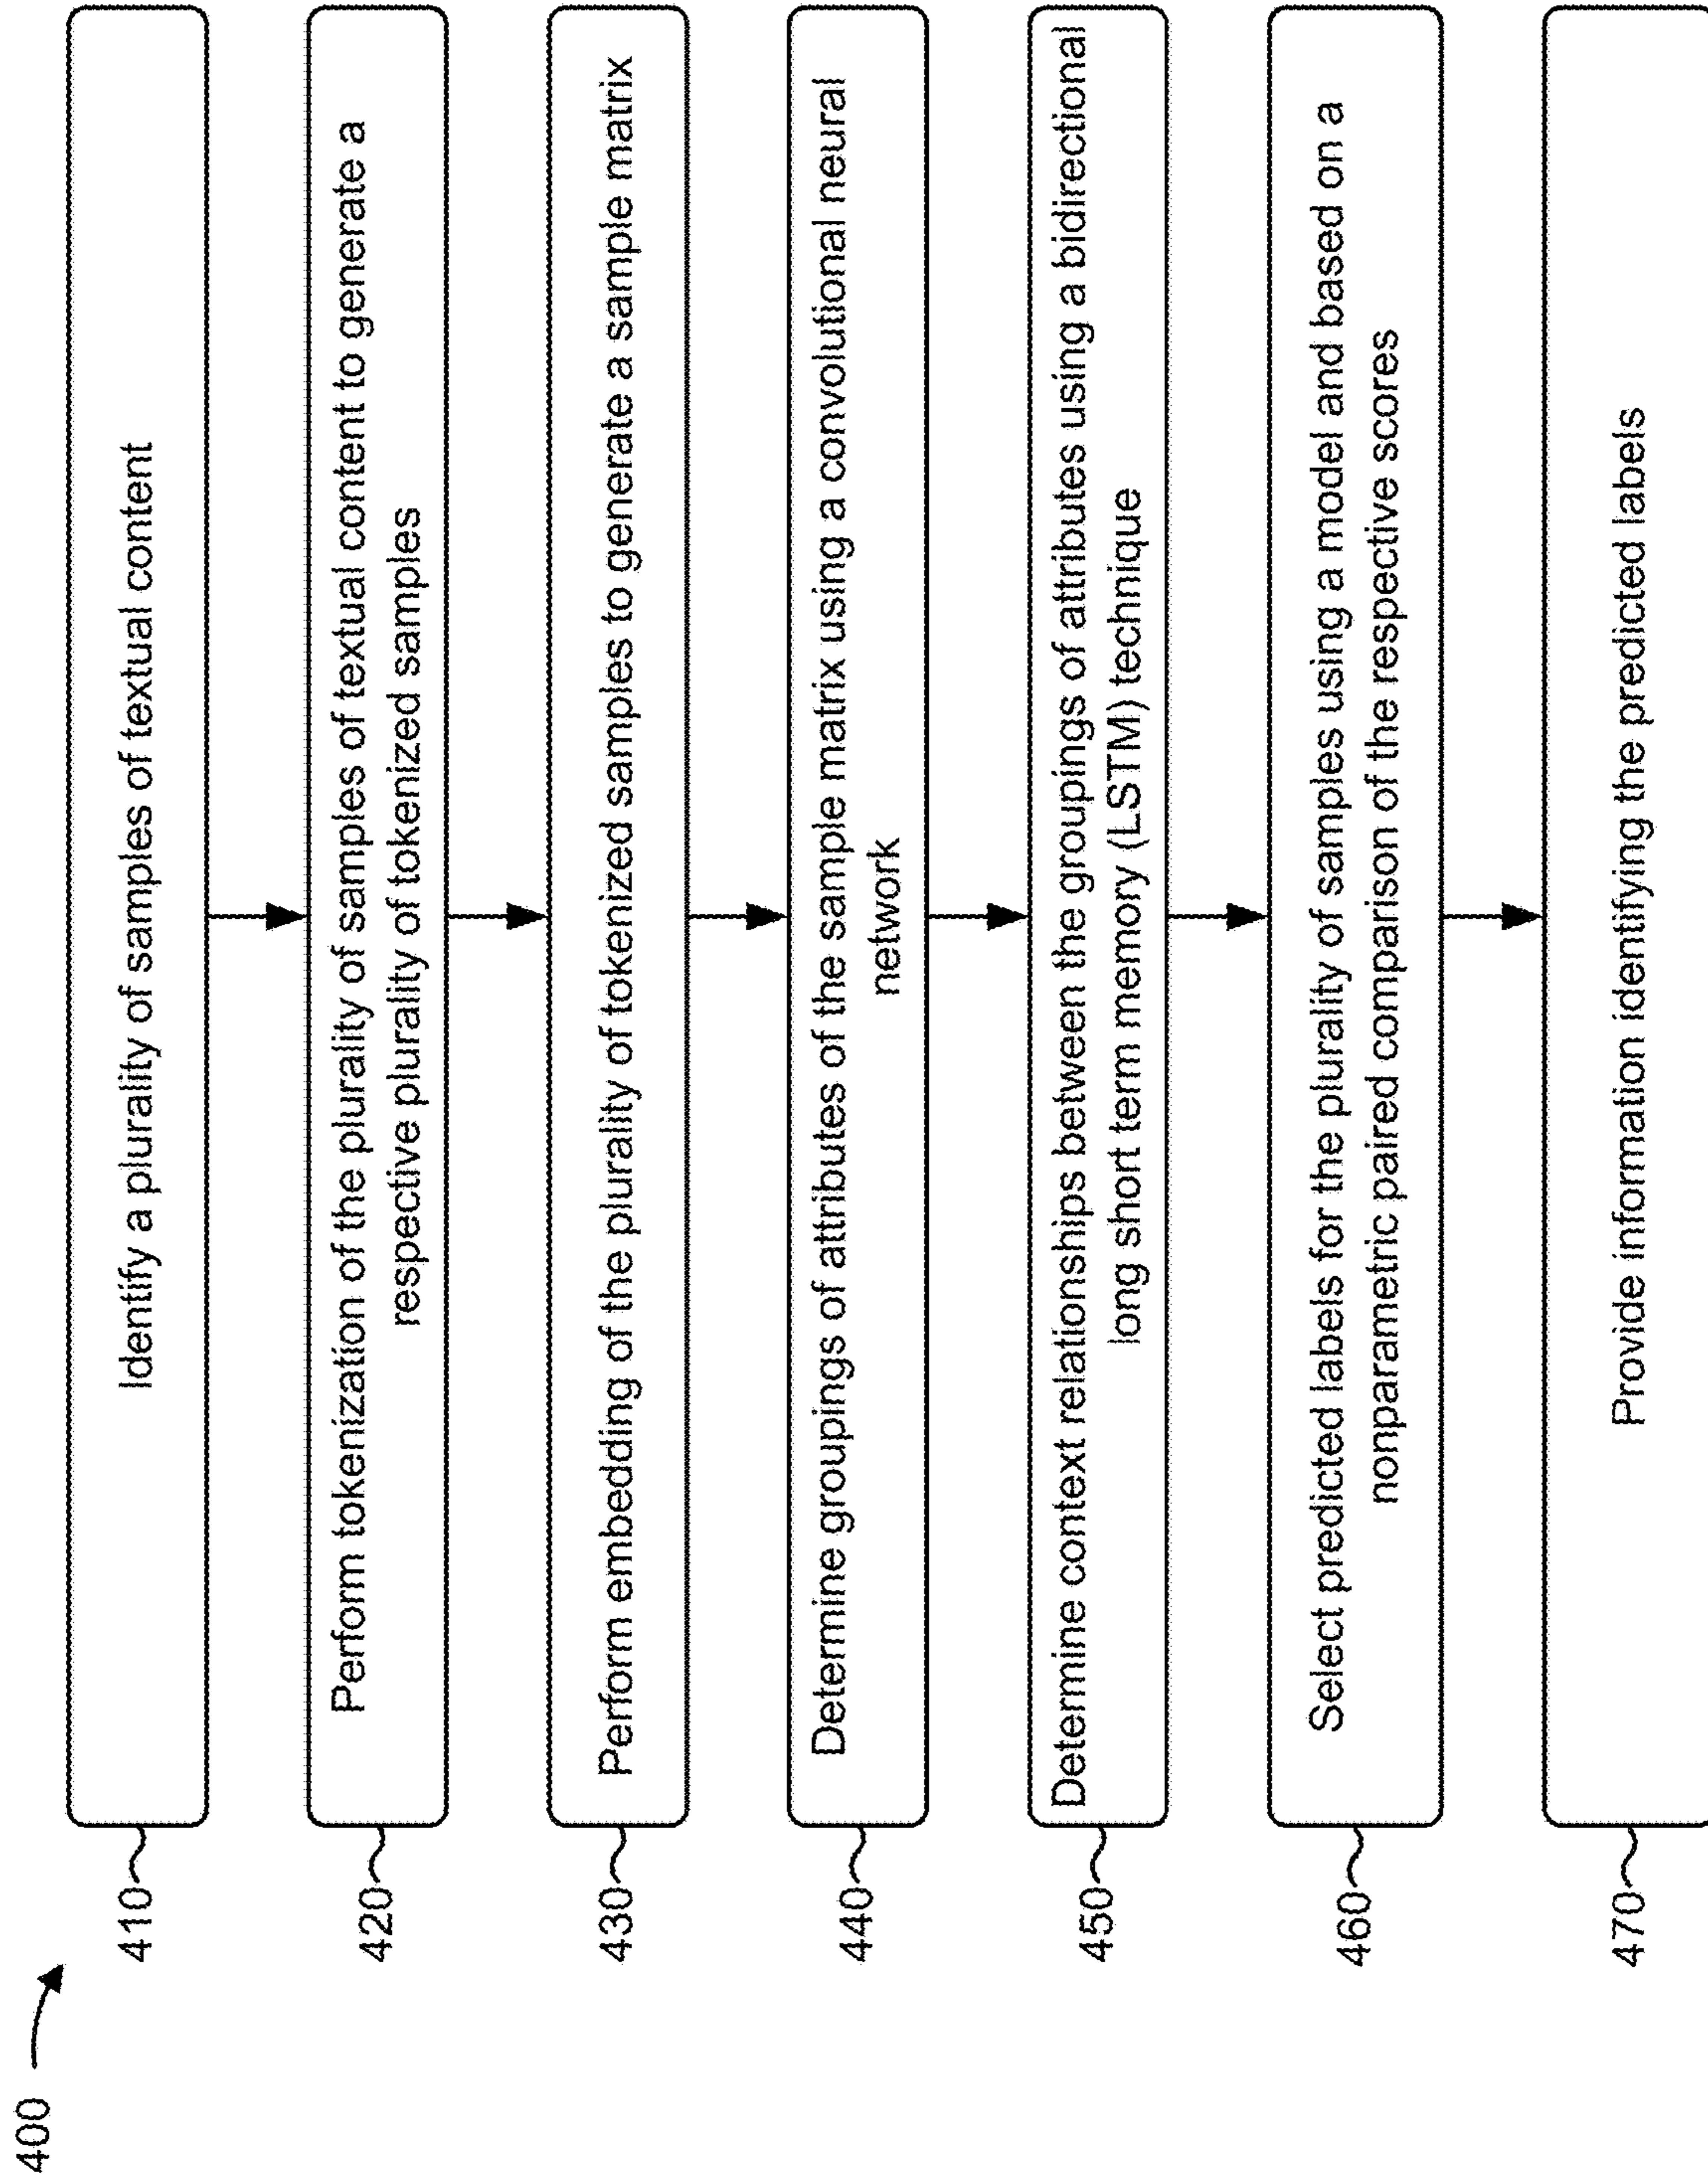 400
410
Identify a plurality of samples of textual content
420
Perform tokenization of the plurality of samples of textual content to generate a
respective plurality of tokenized samples
430
Perform embedding of the plurality of tokenized samples to generate a sample matrix
440
Determine groupings of attributes of the sample matrix using a convolutional neural
network
450
Determine context relationships between the groupings of attributes using a bidirectional
long short term memory (LSTM) technique
460
Select predicted labels for the plurality of samples using a model and based on a
nonparametric paired comparison of the respective scores
470
Provide information identifying the predicted labels